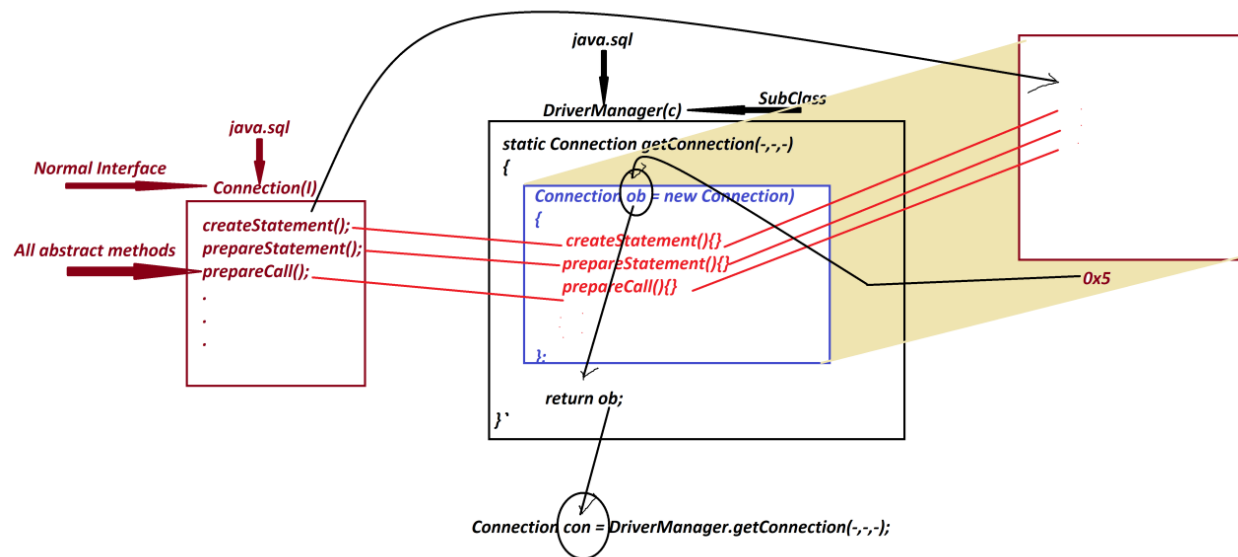 java.sql
SubClass
DriverManager(c)
java.sql
static Connection getConnection(-,-,-)
{
Normal Interface
Connection(I)
Connection ob = new Connection)
{
createStatement();
createStatement(){}
prepareStatement();
prepareStatement(){}
All abstract methods
prepareCall();
prepareCall(){}
0x5
.
.
.
};
return ob;
}`
Connection con = DriverManager.getConnection(-,-,-);